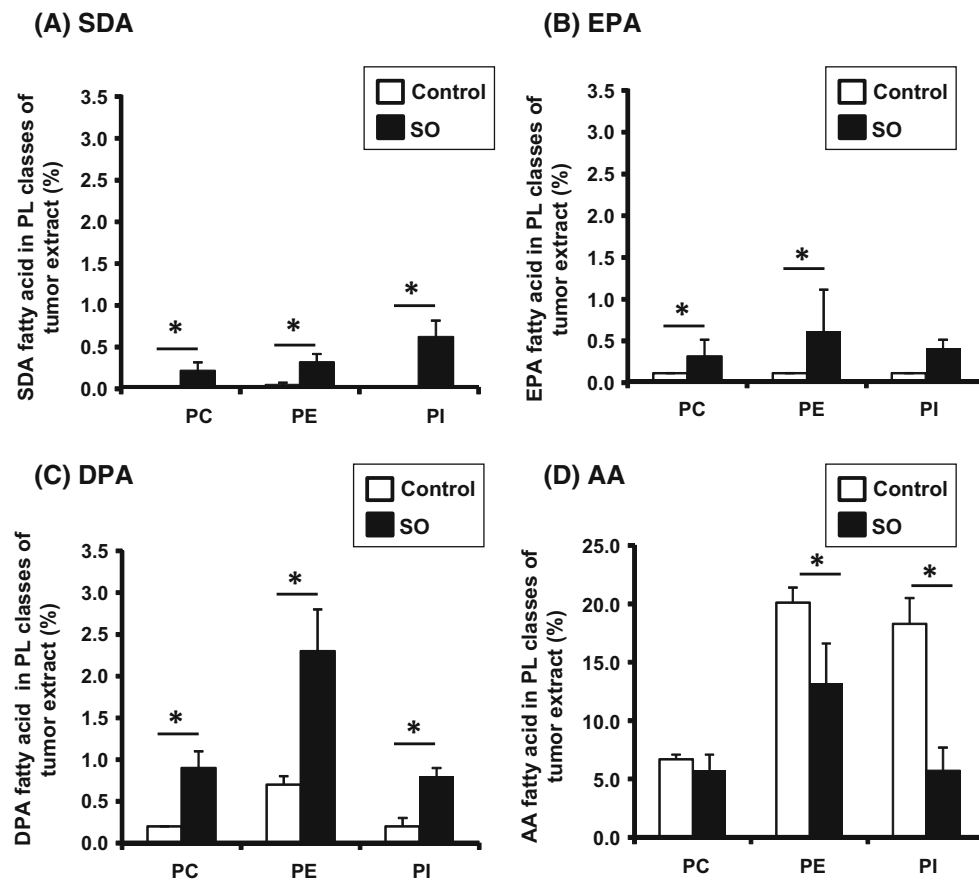 (A) SDA
Control
SO
SDA fatty acid in PL classes of
tumor extract (%)
3.5
3.0
2.5
2.0
1.5
1.0
0.5
0.0
*
*
*
PC
PE
PI
(B) EPA
Control
SO
EPA fatty acid in PL classes of
tumor extract (%)
3.5
3.0
2.5
2.0
1.5
1.0
0.5
0.0
*
*
PC
PE
PI
(C) DPA
Control
SO
DPA fatty acid in PL classes of
tumor extract (%)
3.5
3.0
2.5
2.0
1.5
1.0
0.5
0.0
*
*
*
PC
PE
PI
(D) AA
Control
SO
AA fatty acid in PL classes of
tumor extract (%)
25.0
20.0
15.0
10.0
5.0
0.0
*
*
PC
PE
PI